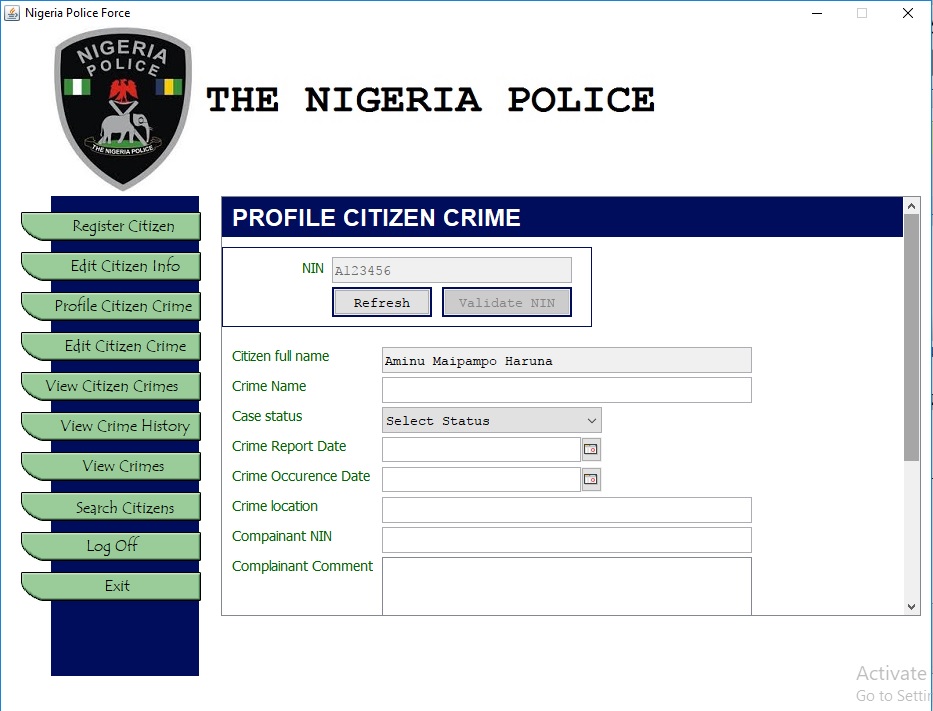 Nigeria Police Force
NIGERIA
POLICE
THE NIGERIA POLICE
THE NIGERIA POLICE
Register Citizen
Edit Citizen Info
Profile Citizen Crime
Edit Citizen Crime
View Citizen Crimes
View Crime History
View Crimes
Search Citizens
Log Off
Exit
PROFILE CITIZEN CRIME
NIN A123456
Refresh Validate NIN
Citizen full name Aminu Maipampo Haruna
Crime Name
Case status Select Status
Crime Report Date
Crime Occurence Date
Crime location
Compainant NIN
Complainant Comment
Activate
Go to Settin